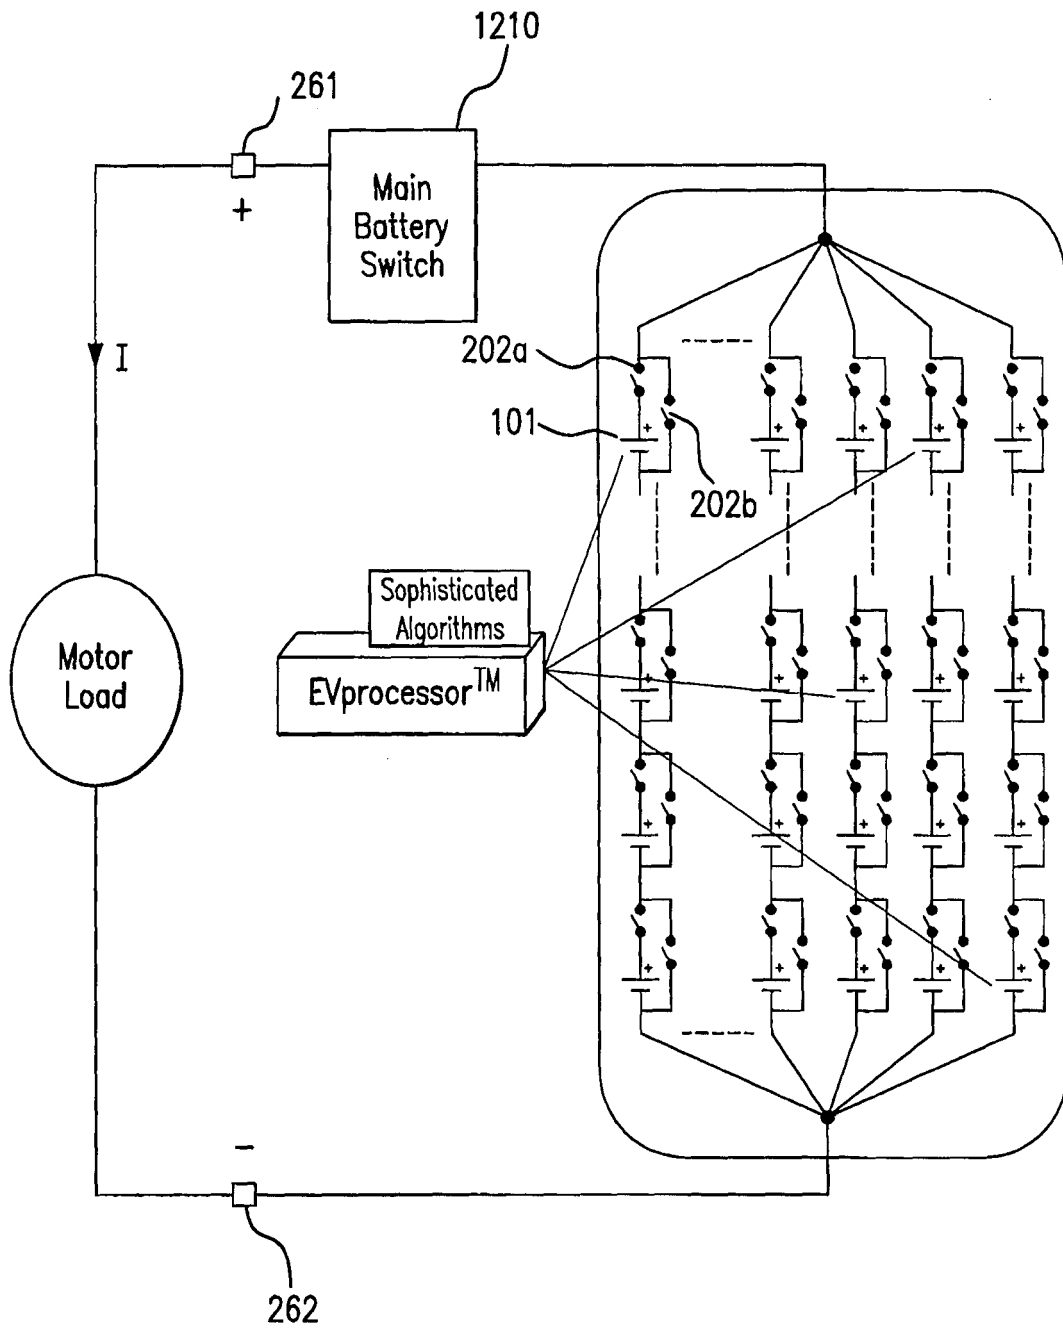 1210
261
Main
Battery
Switch
+
I
202a
101
+ + + + +
202b
Sophisticated
Algorithms
EVprocessor™
Motor
Load
+ + + + +
+ + + + +
+ + + + +
-
262